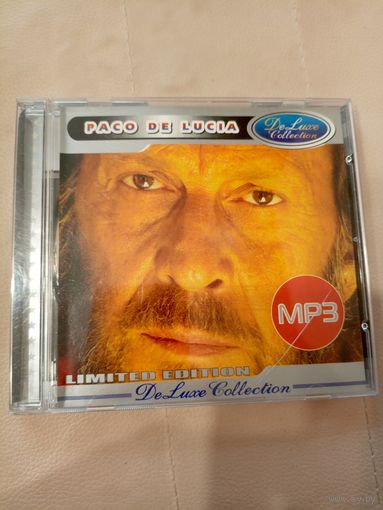 PACO DE LUCIA
DeLuxe
Collection
MP3
LIMITED EDITION
DeLuxe Collection